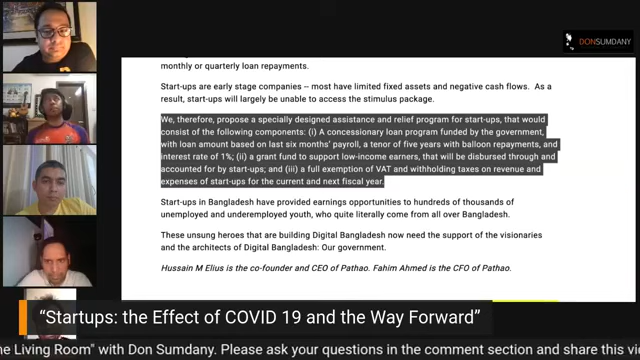 DONSUMDANY
monthly or quarterly loan repayments.
Start-ups are early stage companies – most have limited fixed assets and negative cash flows. As a
result, start-ups will largely be unable to access the stimulus package.
We, therefore, propose a specially designed assistance and relief program for start-ups, that would
consist of the following components: (i) A concessionary loan program funded by the government,
with loan amount based on last six months’ payroll, a tenor of five years with balloon repayments, and
interest rate of 1%; (ii) a grant fund to support low-income earners, that will be disbursed through and
accounted for by start-ups; and (iii) a full exemption of VAT and withholding taxes on revenue and
expenses of start-ups for the current and next fiscal year.
Start-ups in Bangladesh have provided earnings opportunities to hundreds of thousands of
unemployed and underemployed youth, who quite literally come from all over Bangladesh.
These unsung heroes that are building Digital Bangladesh now need the support of the visionaries
and the architects of Digital Bangladesh: Our government.
Hussain M Elius is the co-founder and CEO of Pathao. Fahim Ahmed is the CFO of Pathao.
“Startups: the Effect of COVID 19 and the Way Forward”
he Living Room" with Don Sumdany. Please ask your questions in the comment section and share this vi